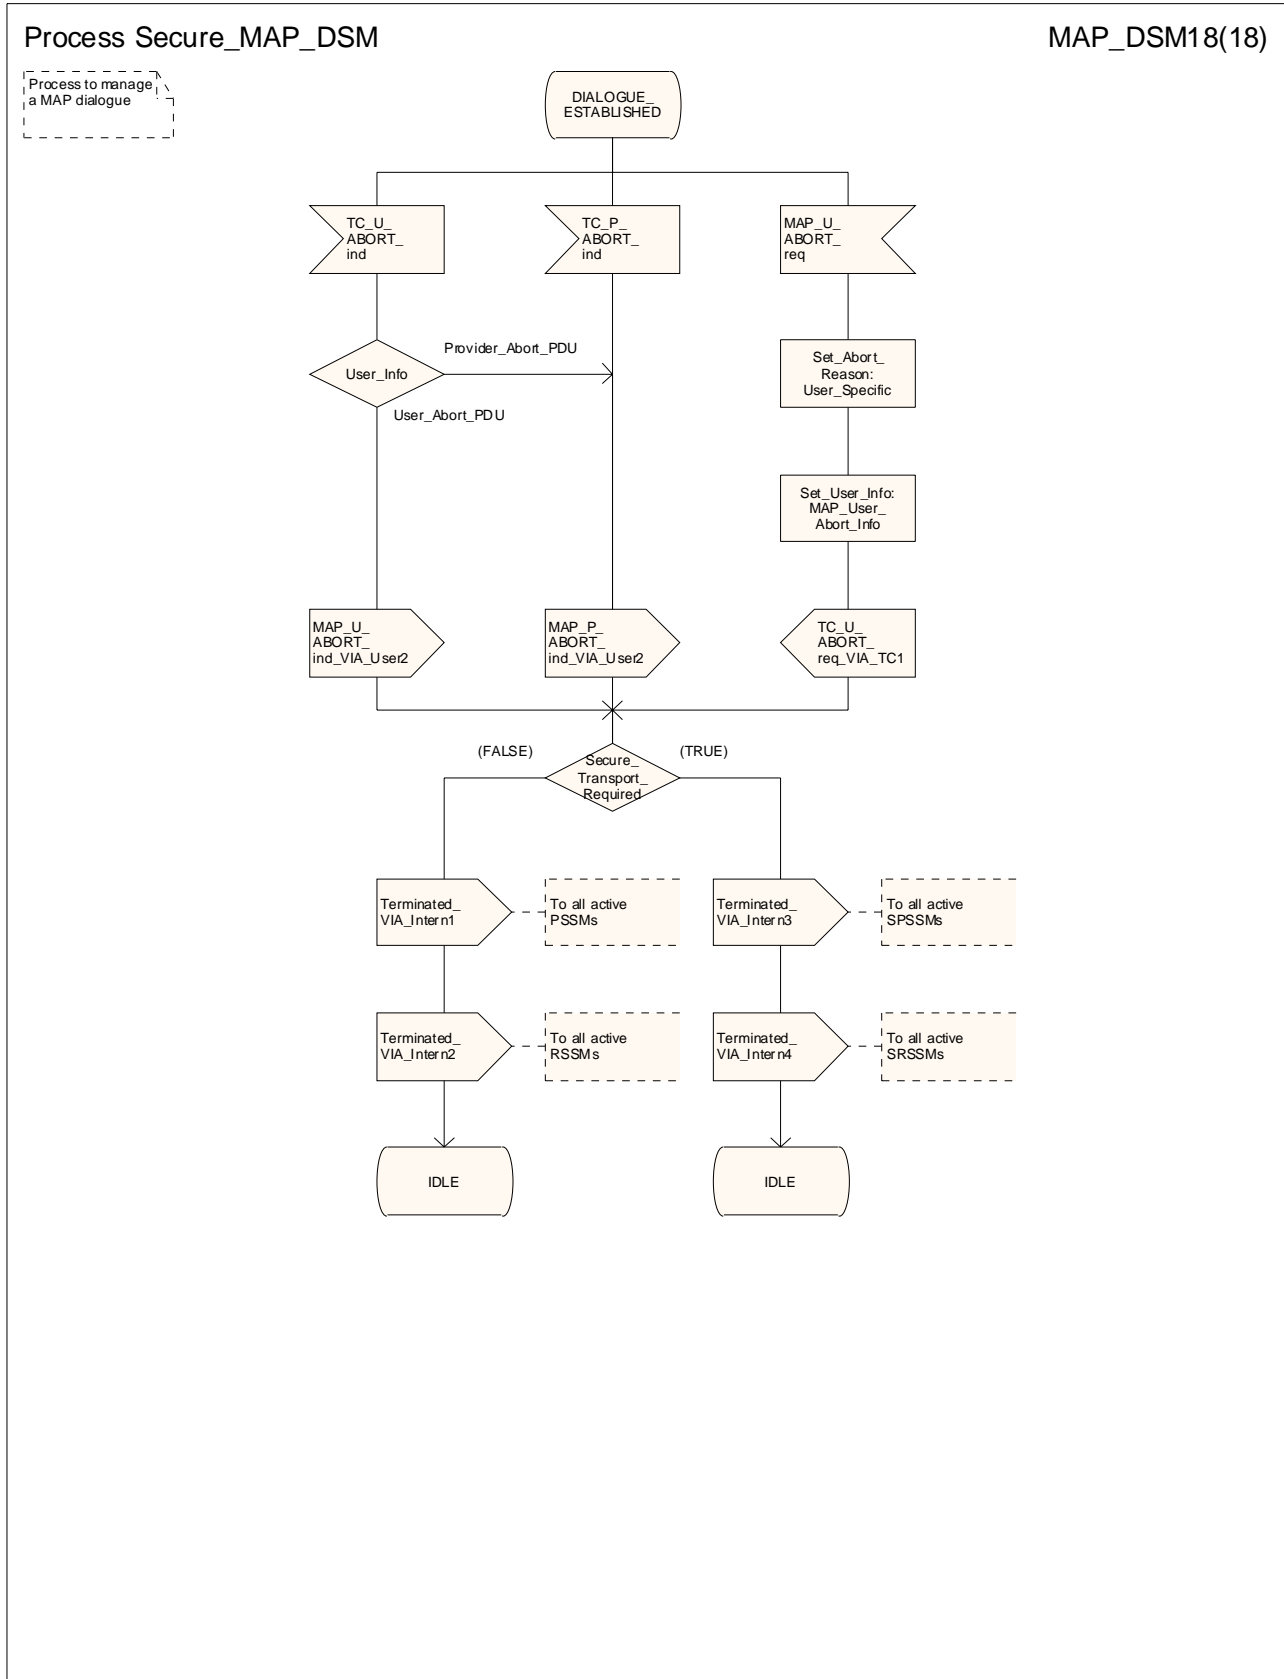 Process Secure_MAP_DSM
MAP_DSM18(18)
Process to manage
a MAP dialogue
DIALOGUE_
ESTABLISHED
TC_U_
ABORT_
ind
TC_P_
ABORT_
ind
MAP_U_
ABORT_
req
Provider_Abort_PDU
User_Info
User_Abort_PDU
Set_Abort_
Reason:
User_Specific
Set_User_Info:
MAP_User_
Abort_Info
MAP_U_
ABORT_
ind_VIA_User2
MAP_P_
ABORT_
ind_VIA_User2
TC_U_
ABORT_
req_VIA_TC1
(FALSE)
(TRUE)
Secure_
Transport_
Required
Terminated_
VIA_Intern1
To all active
PSSMs
Terminated_
VIA_Intern3
To all active
SPSSMs
Terminated_
VIA_Intern2
To all active
RSSMs
Terminated_
VIA_Intern4
To all active
SRSSMs
IDLE
IDLE